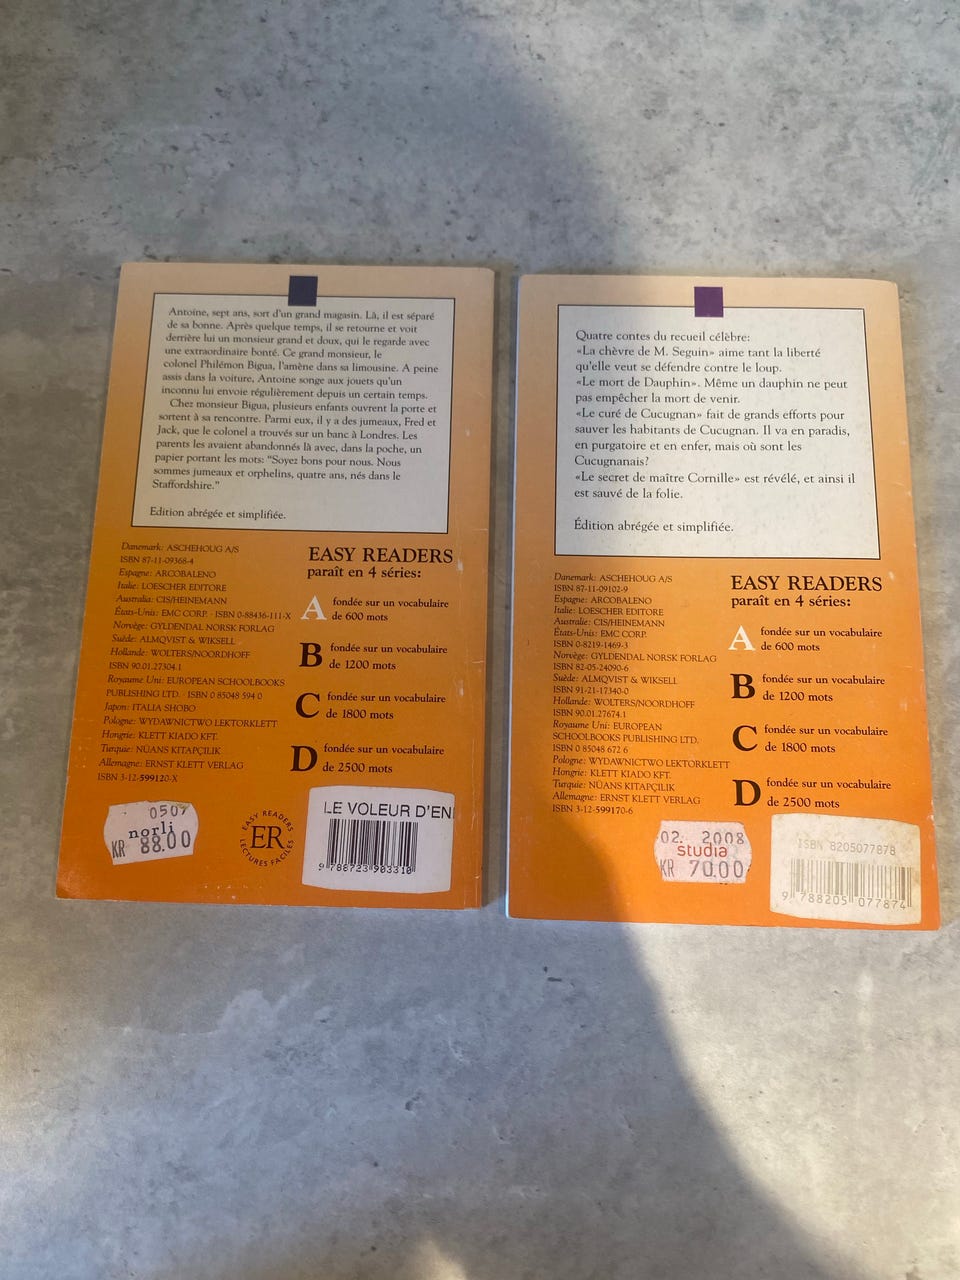 Antoine, sept ans, sort d'un grand magasin. Là, il est séparé
de sa bonne. Après quelque temps, il se retourne et voit
derrière lui un monsieur grand et doux, qui le regarde avec
une extraordinaire bonté. Ce grand monsieur, le
colonel Philémon Bigua, l'amène dans sa limousine. A peine
assis dans la voiture, Antoine songe aux jouets qu'un
inconnu lui envoie régulièrement depuis un certain temps.
Chez monsieur Bigua, plusieurs enfants ouvrent la porte et
sortent à sa rencontre. Parmi eux, il y a des jumeaux, Fred et
Jack, que le colonel a trouvés sur un banc à Londres. Les
parents les avaient abandonnés là avec, dans la poche, un
papier portant les mots: "Soyez bons pour nous. Nous
sommes jumeaux et orphelins, quatre ans, nés dans le
Staffordshire."
Edition abrégée et simplifiée.
Danemark: ASCHEHOUG A/S
ISBN 87-11-09368-4
Espagne: ARCOBALENO
Italie: LOESCHER EDITORE
Australia: CIS/HEINEMANN
États-Unis: EMC CORP. · ISBN 0-88436-111-X
Norvège: GYLDENDAL NORSK FORLAG
Suède: ALMQVIST & WIKSELL
Hollande: WOLTERS/NOORDHOFF
ISBN 90.01.27304.1
Royaume Uni: EUROPEAN SCHOOLBOOKS
PUBLISHING LTD. · ISBN 0 85048 594 0
Japon: ITALIA SHOBO
Pologne: WYDAWNICTWO LEKTORKLETT
Hongrie: KLETT KIADO KFT.
Turquie: NÜANS KITAPÇILIK
Allemagne: ERNST KLETT VERLAG
ISBN 3-12-599120-X
EASY READERS
paraît en 4 séries:
A fondée sur un vocabulaire
de 600 mots
B fondée sur un vocabulaire
de 1200 mots
C fondée sur un vocabulaire
de 1800 mots
D fondée sur un vocabulaire
de 2500 mots
0507
norli
KR 88.00
EASY READERS
ER
LECTURES FACILES
LE VOLEUR D'EN
9 788723 903310
Quatre contes du recueil célèbre:
«La chèvre de M. Seguin» aime tant la liberté
qu'elle veut se défendre contre le loup.
«Le mort de Dauphin». Même un dauphin ne peut
pas empêcher la mort de venir.
«Le curé de Cucugnan» fait de grands efforts pour
sauver les habitants de Cucugnan. Il va en paradis,
en purgatoire et en enfer, mais où sont les
Cucugnanais?
«Le secret de maître Cornille» est révélé, et ainsi il
est sauvé de la folie.
Édition abrégée et simplifiée.
Danemark: ASCHEHOUG A/S
ISBN 87-11-09102-9
Espagne: ARCOBALENO
Italie: LOESCHER EDITORE
Australie: CIS/HEINEMANN
États-Unis: EMC CORP.
ISBN 0-8219-1469-3
Norvège: GYLDENDAL NORSK FORLAG
ISBN 82-05-24090-6
Suède: ALMQVIST & WIKSELL
ISBN 91-21-17340-0
Hollande: WOLTERS/NOORDHOFF
ISBN 90.01.27674.1
Royaume Uni: EUROPEAN
SCHOOLBOOKS PUBLISHING LTD.
ISBN 0 85048 672 6
Pologne: WYDAWNICTWO LEKTORKLETT
Hongrie: KLETT KIADO KFT.
Turquie: NÜANS KITAPÇILIK
Allemagne: ERNST KLETT VERLAG
ISBN 3-12-599170-6
EASY READERS
paraît en 4 séries:
A fondée sur un vocabulaire
de 600 mots
B fondée sur un vocabulaire
de 1200 mots
C fondée sur un vocabulaire
de 1800 mots
D fondée sur un vocabulaire
de 2500 mots
02. 2008
studia
KR 70.00
ISBN 8205077878
9 788205 077874